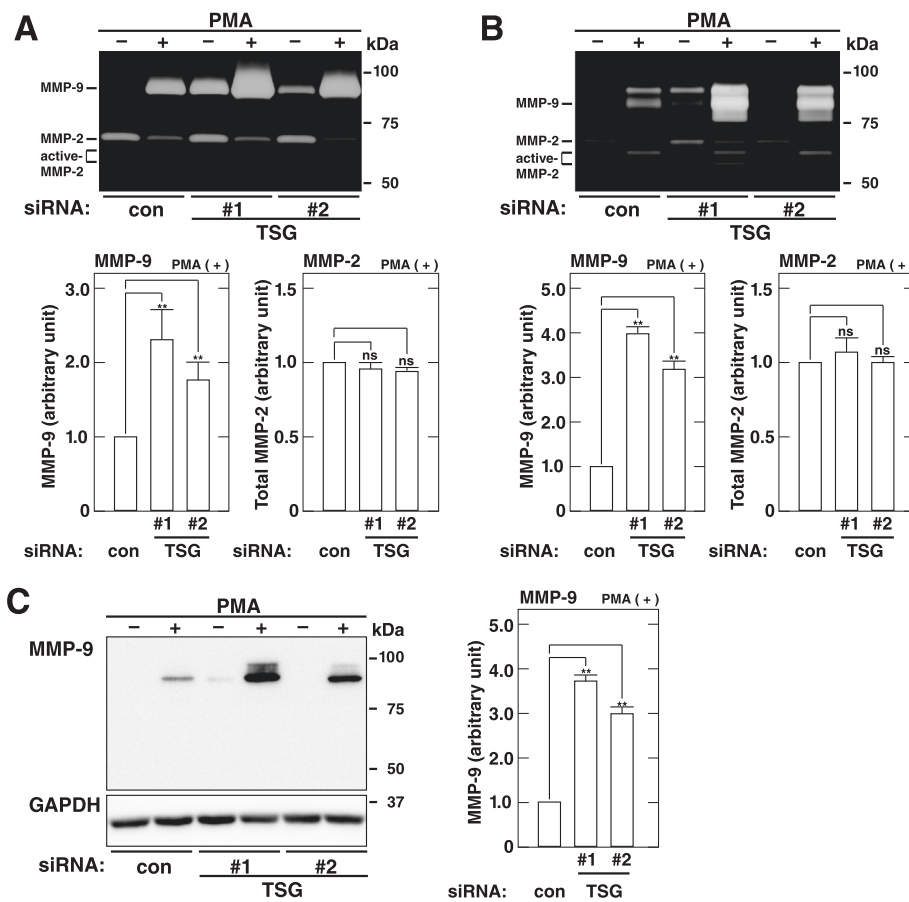 A
PMA
− + − + − + kDa
MMP-9
MMP-2
active-
MMP-2
100
75
50
siRNA: con #1 #2
TSG
MMP-9 PMA ( + )
MMP-9 (arbitrary unit)
3.0
2.0
1.0
0
**
**
#1 #2
siRNA: con TSG
MMP-2 PMA ( + )
Total MMP-2 (arbitrary unit)
1.5
1.0
0.5
0
ns
ns
#1 #2
siRNA: con TSG
B
PMA
− + − + − + kDa
MMP-9
MMP-2
active-
MMP-2
100
75
50
siRNA: con #1 #2
TSG
MMP-9 PMA ( + )
MMP-9 (arbitrary unit)
5.0
4.0
3.0
2.0
1.0
0
**
**
#1 #2
siRNA: con TSG
MMP-2 PMA ( + )
Total MMP-2 (arbitrary unit)
1.5
1.0
0.5
0
ns
ns
#1 #2
siRNA: con TSG
C
PMA
− + − + − + kDa
MMP-9
100
75
50
GAPDH
37
siRNA: con #1 #2
TSG
MMP-9 PMA ( + )
MMP-9 (arbitrary unit)
5.0
4.0
3.0
2.0
1.0
0
**
**
#1 #2
siRNA: con TSG